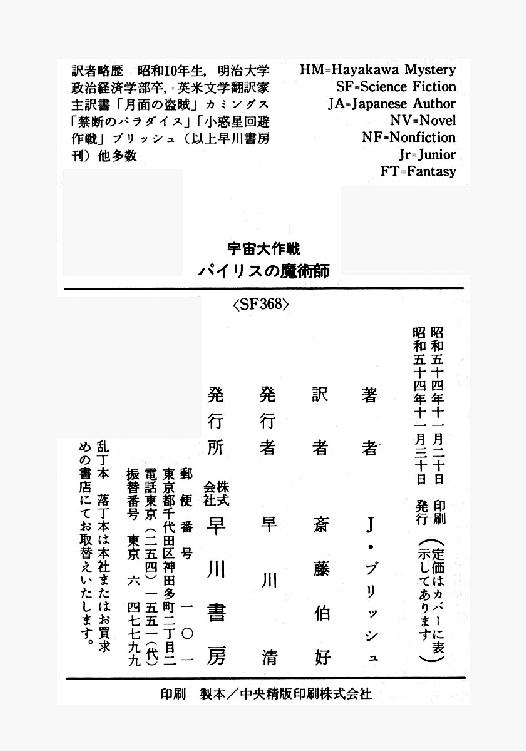 訳者略歴　昭和10年生，明治大学
政治経済学部卒，英米文学翻訳家
主訳書「月面の盗賊」カミングス
「禁断のパラダイス」「小惑星回避
作戦」ブリッシュ（以上早川書房
刊）他多数
HM=Hayakawa Mystery
SF=Science Fiction
JA=Japanese Author
NV=Novel
NF=Nonfiction
Jr=Junior
FT=Fantasy
宇宙大作戦
パイリスの魔術師
〈SF368〉
昭和五十四年十一月二十日　印刷
昭和五十四年十一月三十日　発行
（定価はカバーに表示してあります）
著者　J・ブリッシュ
訳者　斎藤伯好
発行者　早川　清
発行所　株式会社　早川書房
郵便番号　一〇一
東京都千代田区神田多町二丁目二
電話東京（二五四）一五五一（代）
振替番号　東京　六　四七七九九
乱丁本　落丁本は本社またはお買求
めの書店にてお取替えいたします。
印刷　製本／中央精版印刷株式会社